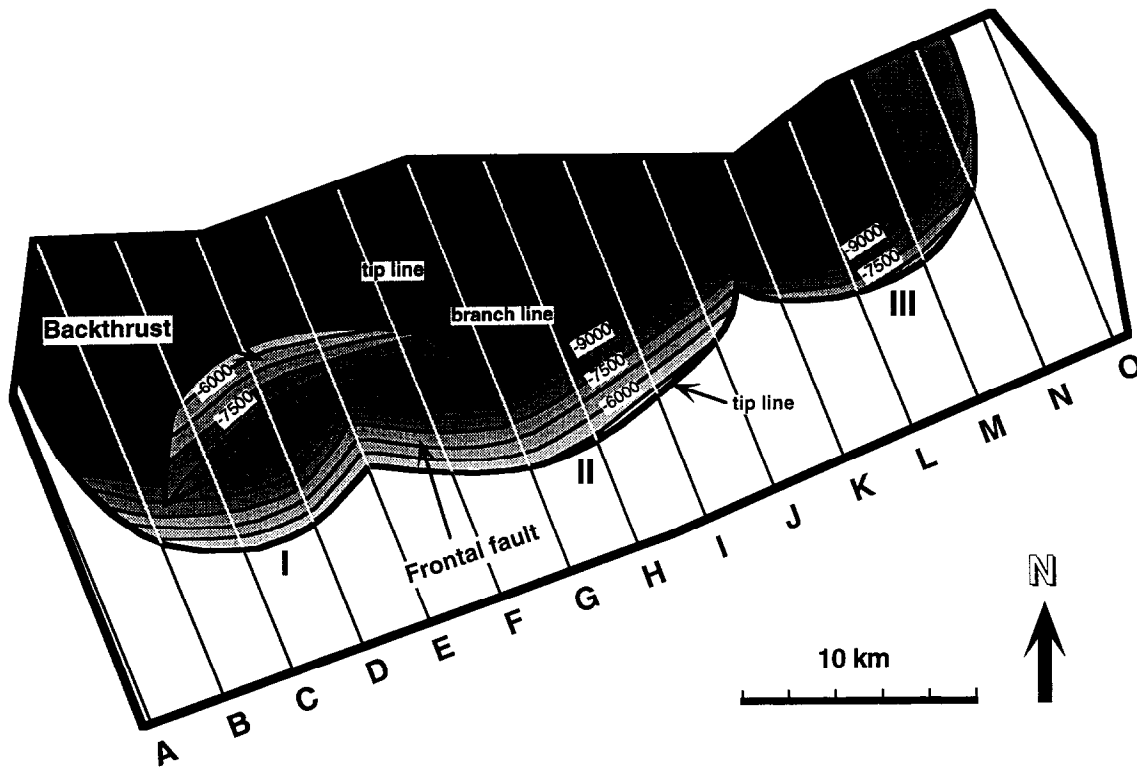 -9000
-7500
III
tip line
Backthrust
branch line
-9000
-7500
-6000
tip line
-6000
-7500
II
I
Frontal fault
O
N
M
L
K
J
I
H
G
F
E
D
C
B
A
10 km
N